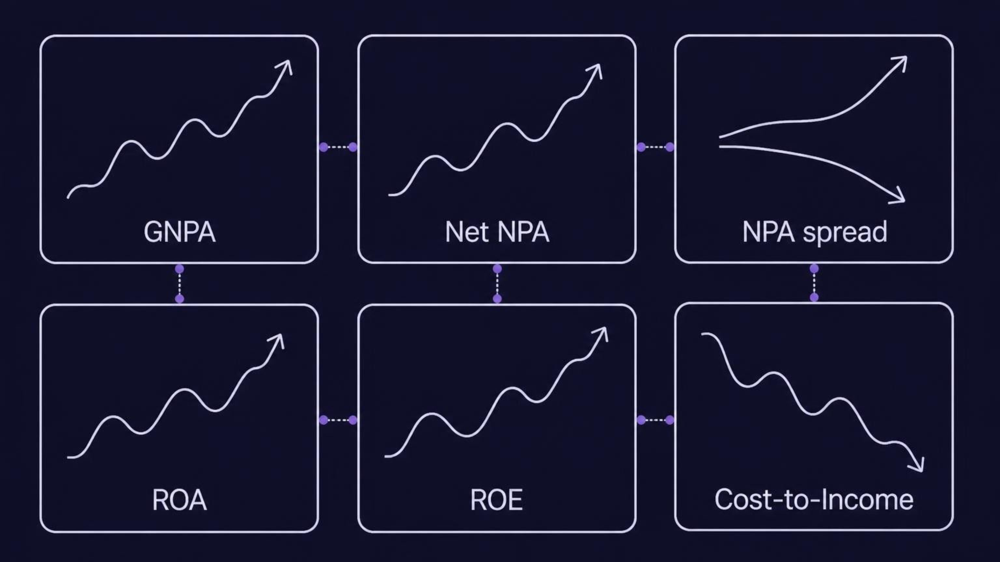 GNPA
Net NPA
NPA spread
ROA
ROE
Cost-to-Income